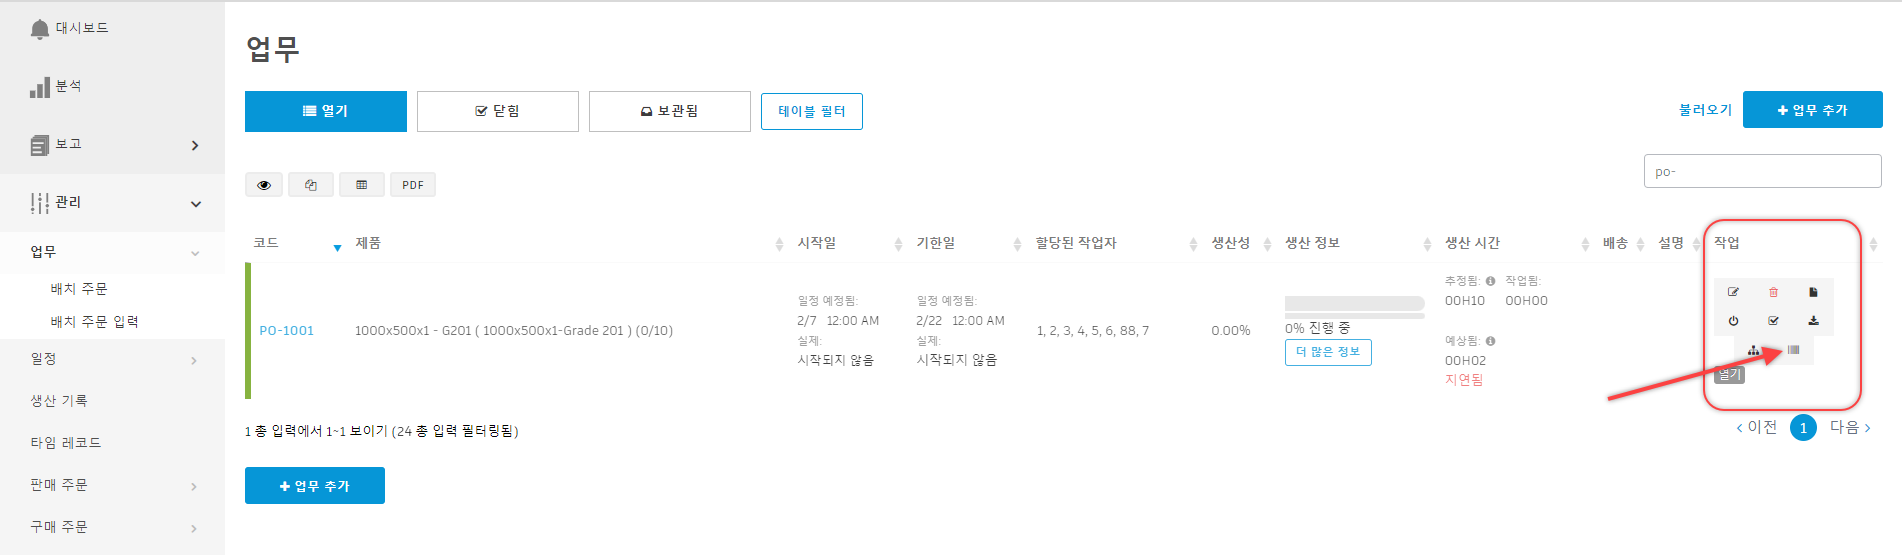 대시보드
분석
보고
관리
업무
배치 주문
배치 주문 입력
일정
생산 기록
타임 레코드
판매 주문
구매 주문
업무
열기
닫힘
보관됨
테이블 필터
불러오기
+ 업무 추가
PDF
po-
코드 제품 시작일 기한일 할당된 작업자 생산성 생산 정보 생산 시간 배송 설명 작업
PO-1001
1000x500x1 - G201 ( 1000x500x1-Grade 201 ) (0/10)
일정 예정됨:
2/7 12:00 AM
실제:
시작되지 않음
일정 예정됨:
2/22 12:00 AM
실제:
시작되지 않음
1, 2, 3, 4, 5, 6, 88, 7
0.00%
0% 진행 중
더 많은 정보
추정됨: 작업됨:
00H10 00H00
예상됨:
00H02
지연됨
열기
1 총 입력에서 1~1 보이기 (24 총 입력 필터링됨)
< 이전 1 다음 >
+ 업무 추가